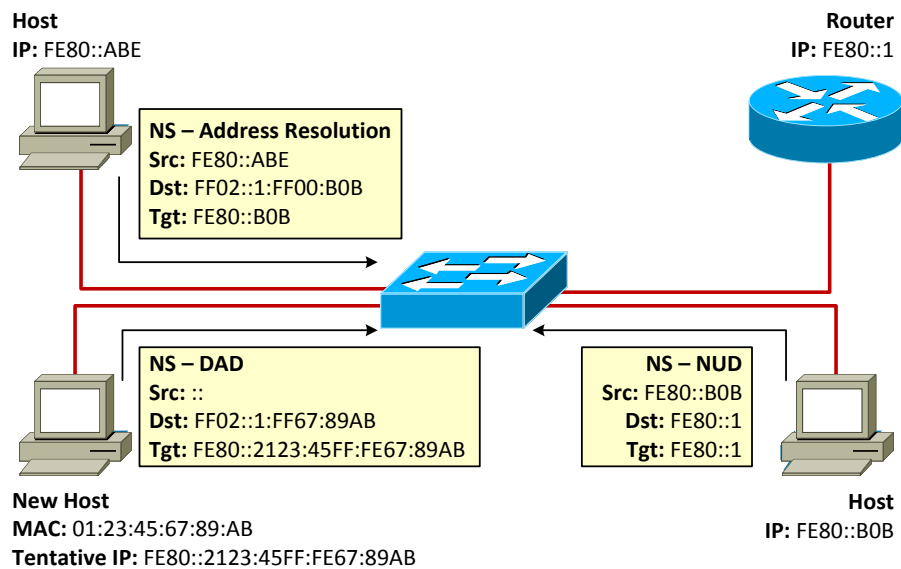 Host
IP: FE80::ABE
Router
IP: FE80::1
NS – Address Resolution
Src: FE80::ABE
Dst: FF02::1:FF00:B0B
Tgt: FE80::B0B
NS – DAD
Src: ::
Dst: FF02::1:FF67:89AB
Tgt: FE80::2123:45FF:FE67:89AB
NS – NUD
Src: FE80::B0B
Dst: FE80::1
Tgt: FE80::1
New Host
MAC: 01:23:45:67:89:AB
Tentative IP: FE80::2123:45FF:FE67:89AB
Host
IP: FE80::B0B